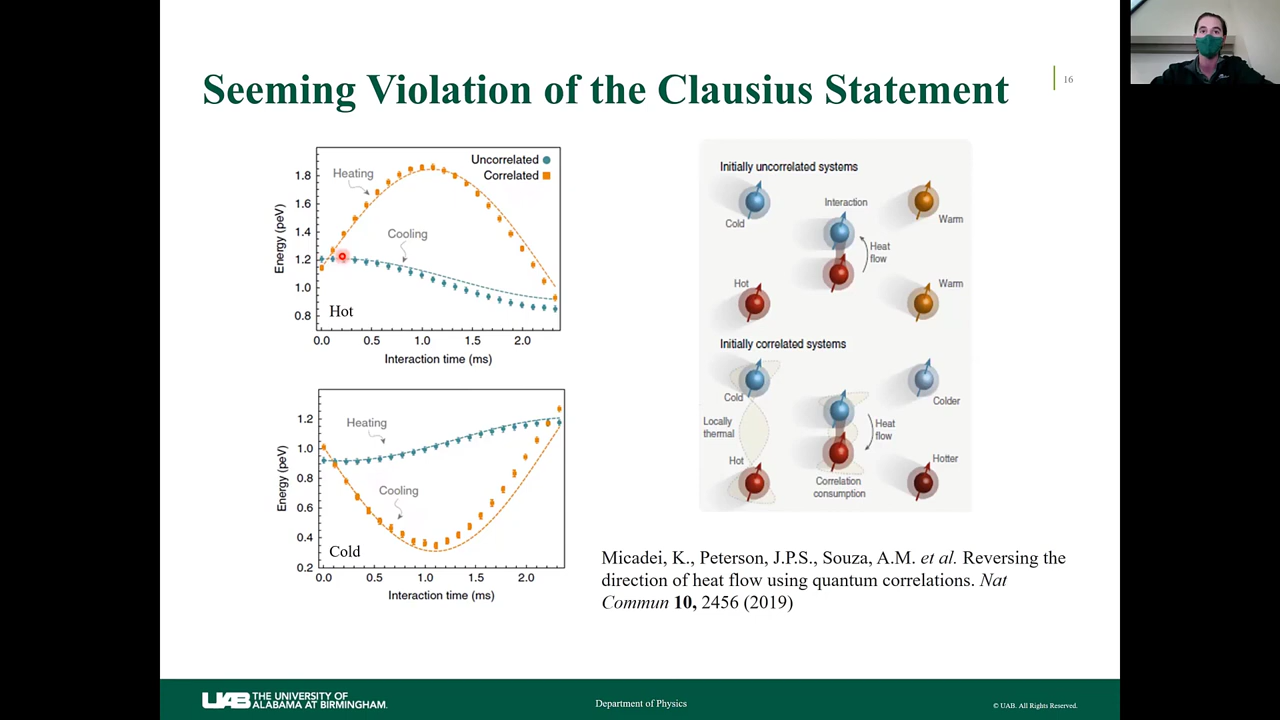 Seeming Violation of the Clausius Statement
16
Uncorrelated
Correlated
Heating
Cooling
1.8
1.6
1.4
1.2
1.0
0.8
Energy (peV)
Hot
0.0 0.5 1.0 1.5 2.0
Interaction time (ms)
Heating
Cooling
1.2
1.0
0.8
0.6
0.4
0.2
Energy (peV)
Cold
0.0 0.5 1.0 1.5 2.0
Interaction time (ms)
Initially uncorrelated systems
Cold
Interaction
Warm
Heat
flow
Hot
Warm
Initially correlated systems
Cold
Colder
Locally
thermal
Heat
flow
Hot
Hotter
Correlation
consumption
Micadei, K., Peterson, J.P.S., Souza, A.M. et al. Reversing the
direction of heat flow using quantum correlations. Nat
Commun 10, 2456 (2019)
UAB THE UNIVERSITY OF
ALABAMA AT BIRMINGHAM.
Department of Physics
© UAB. All Rights Reserved.